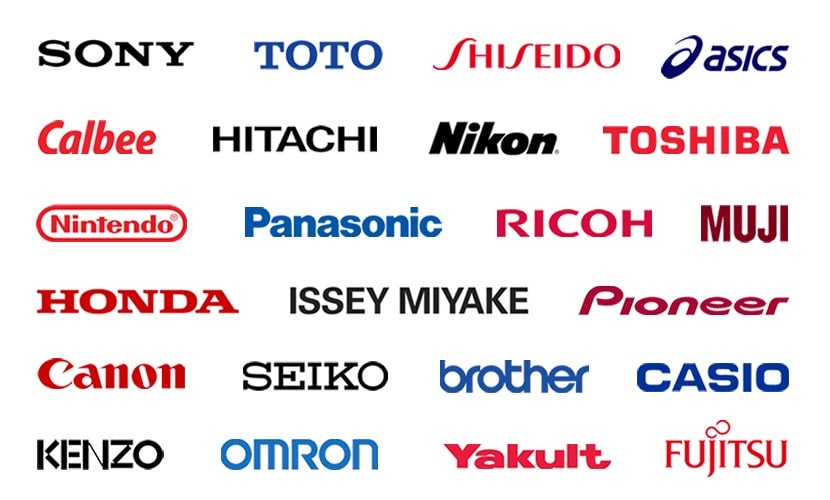 SONY TOTO SHISEIDO asics
Calbee HITACHI Nikon® TOSHIBA
Nintendo® Panasonic RICOH MUJI
HONDA ISSEY MIYAKE Pioneer
Canon SEIKO brother CASIO
KENZO OMRON Yakult FUJITSU